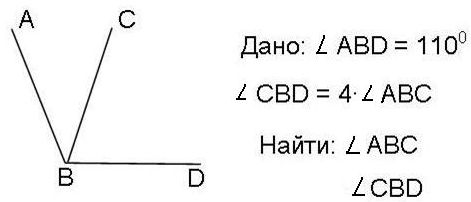 A C
Дано: ∠ ABD = 110⁰
∠ CBD = 4·∠ ABC
Найти: ∠ ABC
B D
∠CBD